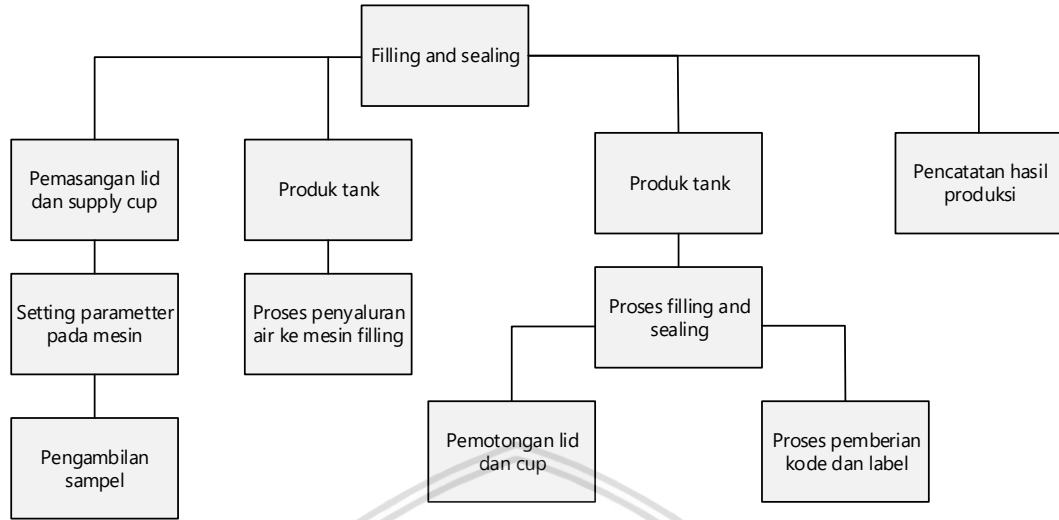 Filling and sealing
Pemasangan lid
dan supply cup
Produk tank
Produk tank
Pencatatan hasil
produksi
Setting parametter
pada mesin
Proses penyaluran
air ke mesin filling
Proses filling and
sealing
Pengambilan
sampel
Pemotongan lid
dan cup
Proses pemberian
kode dan label